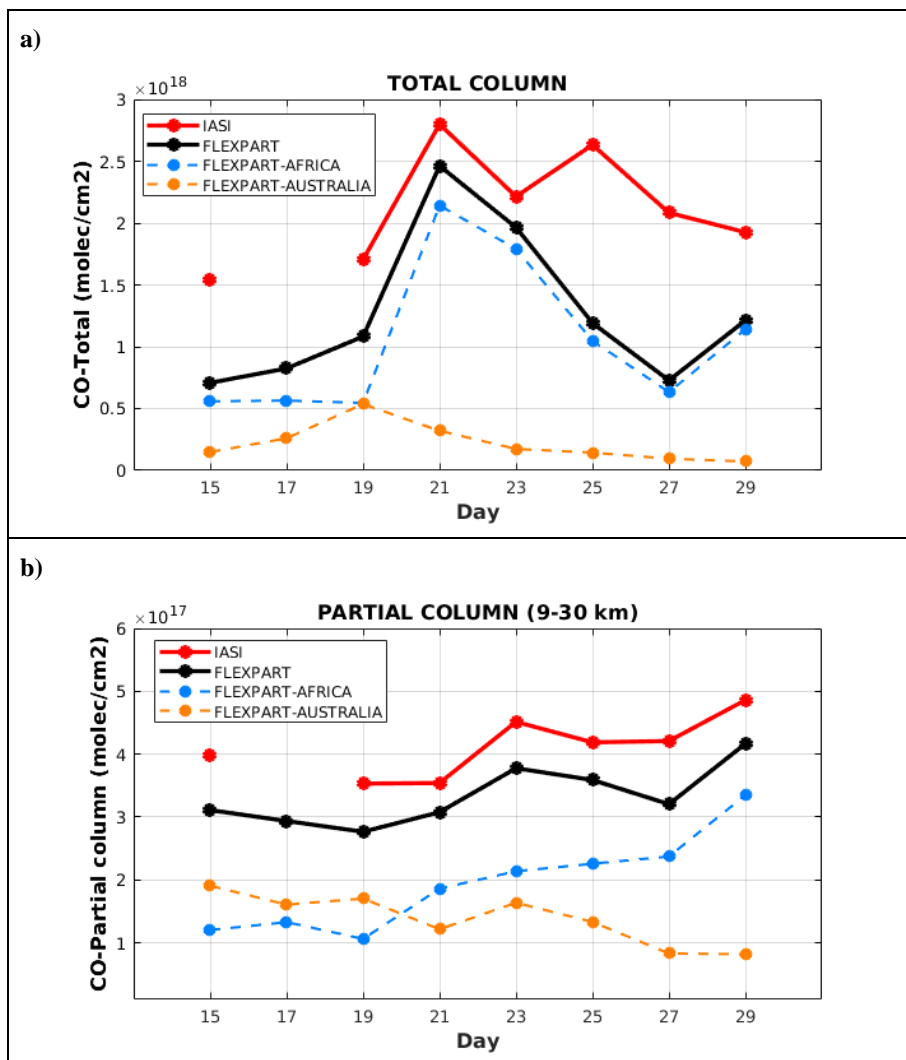 a)
×10^18
TOTAL COLUMN
3
2.5
2
1.5
1
0.5
0
CO-Total (molec/cm2)
IASI
FLEXPART
FLEXPART-AFRICA
FLEXPART-AUSTRALIA
15 17 19 21 23 25 27 29
Day
b)
×10^17
PARTIAL COLUMN (9-30 km)
6
5
4
3
2
1
CO-Partial column (molec/cm2)
IASI
FLEXPART
FLEXPART-AFRICA
FLEXPART-AUSTRALIA
15 17 19 21 23 25 27 29
Day